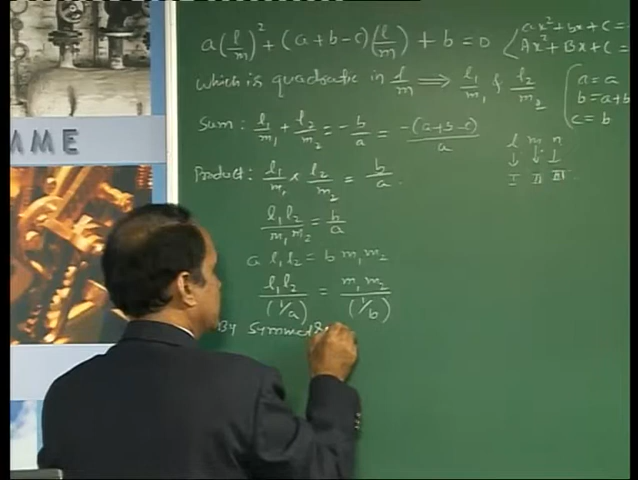 a(l/m)² + (a+b-c)(l/m) + b = 0
ax²+bx+c =
Ax²+Bx+C =
which is quadratic in l/m ⟹ l₁/m₁ & l₂/m₂
a = a
b = a+b
c = b
Sum: l₁/m₁ + l₂/m₂ = -b/a = -(a+b-c)/a
l m n
↓ ↓ ↓
I II III
Product: l₁/m₁ × l₂/m₂ = b/a
l₁l₂/m₁m₂ = b/a
a l₁l₂ = b m₁m₂
l₁l₂/(1/a) = m₁m₂/(1/b)
By
MME